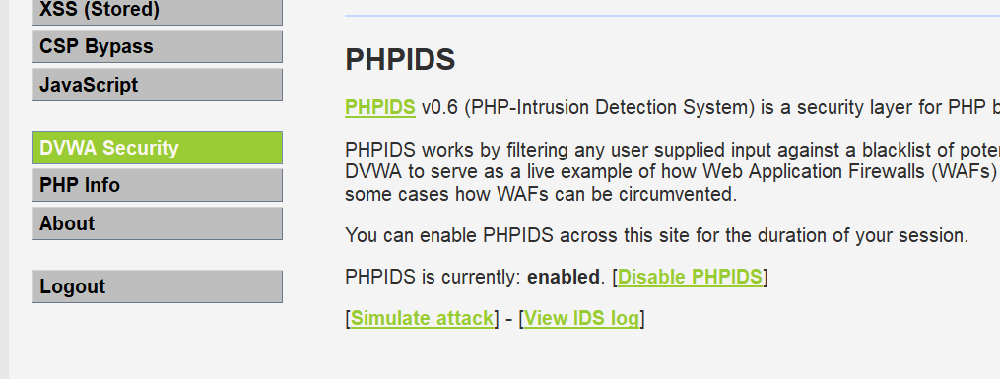 XSS (Stored)
CSP Bypass
JavaScript
DVWA Security
PHP Info
About
Logout
PHPIDS
PHPIDS v0.6 (PHP-Intrusion Detection System) is a security layer for PHP
PHPIDS works by filtering any user supplied input against a blacklist of
DVWA to serve as a live example of how Web Application Firewalls (WAFs)
some cases how WAFs can be circumvented.
You can enable PHPIDS across this site for the duration of your session.
PHPIDS is currently: enabled. [Disable PHPIDS]
[Simulate attack] - [View IDS log]